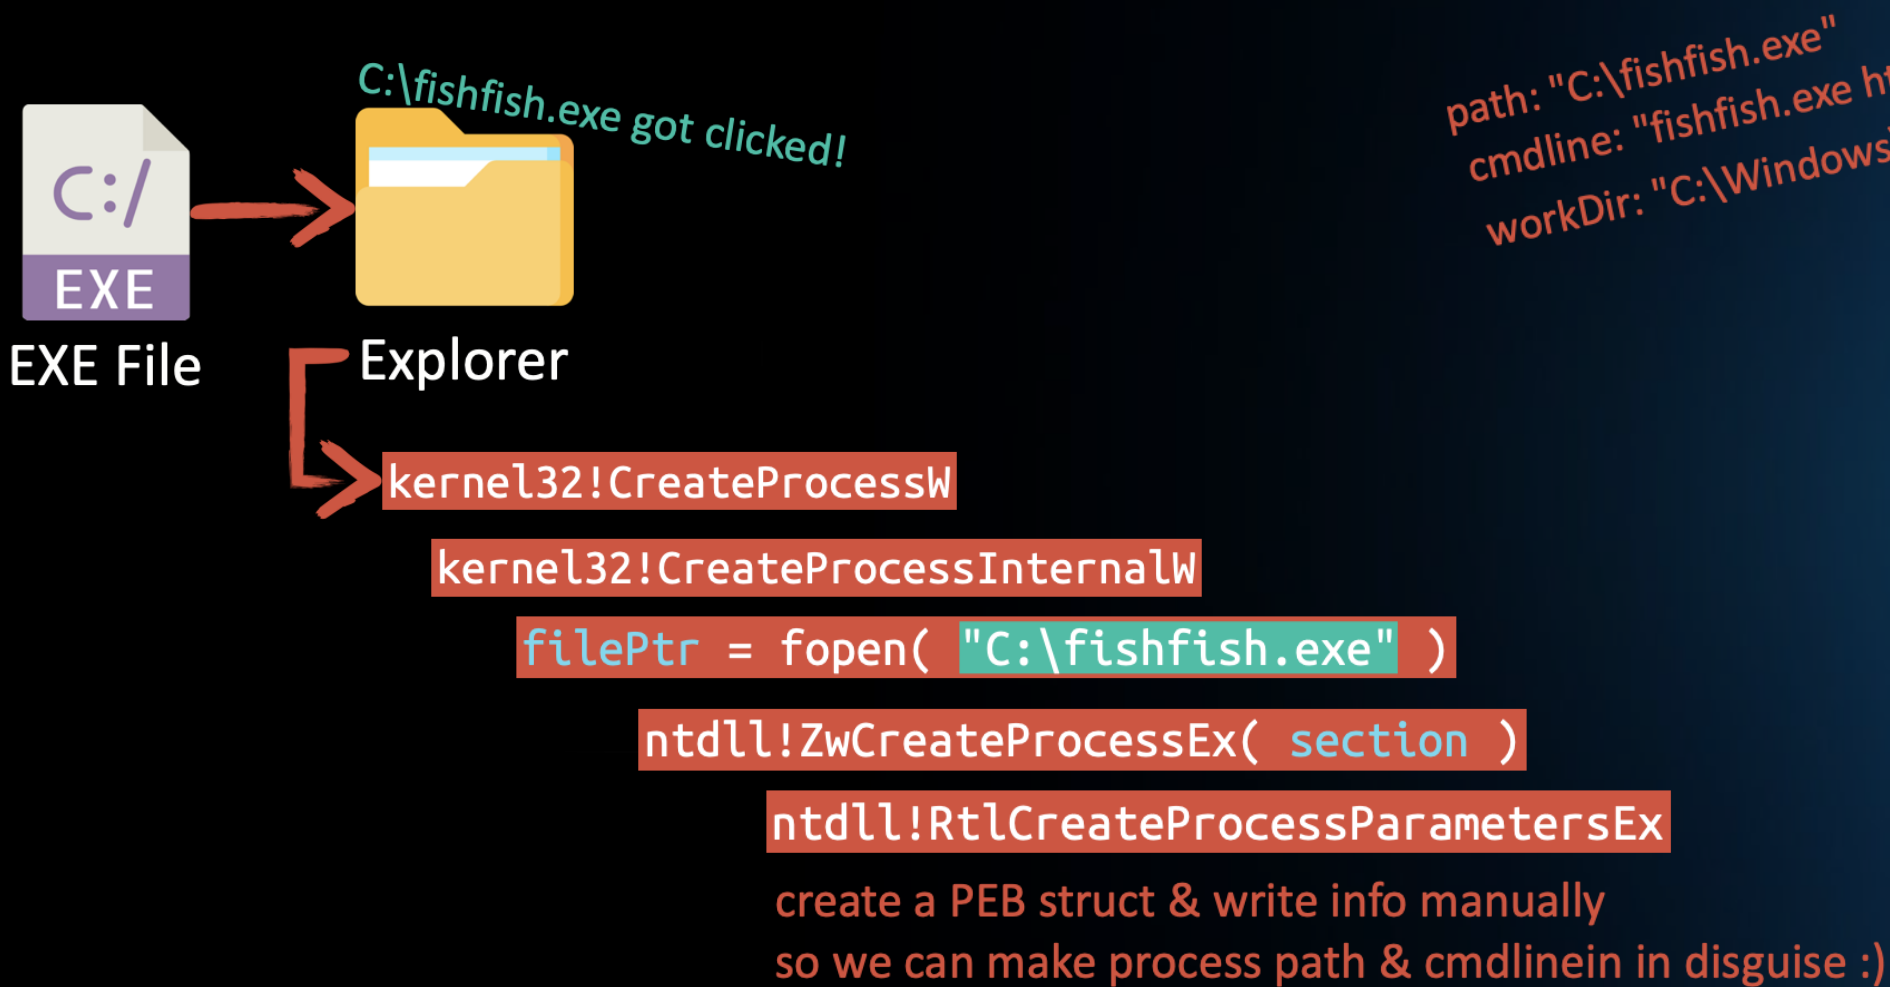 C:\fishfish.exe got clicked!
path: "C:\fishfish.exe"
cmdline: "fishfish.exe
workDir: "C:\Windows
C:/
EXE
EXE File
Explorer
kernel32!CreateProcessW
kernel32!CreateProcessInternalW
filePtr = fopen( "C:\fishfish.exe" )
ntdll!ZwCreateProcessEx( section )
ntdll!RtlCreateProcessParametersEx
create a PEB struct & write info manually
so we can make process path & cmdlinein in disguise :)